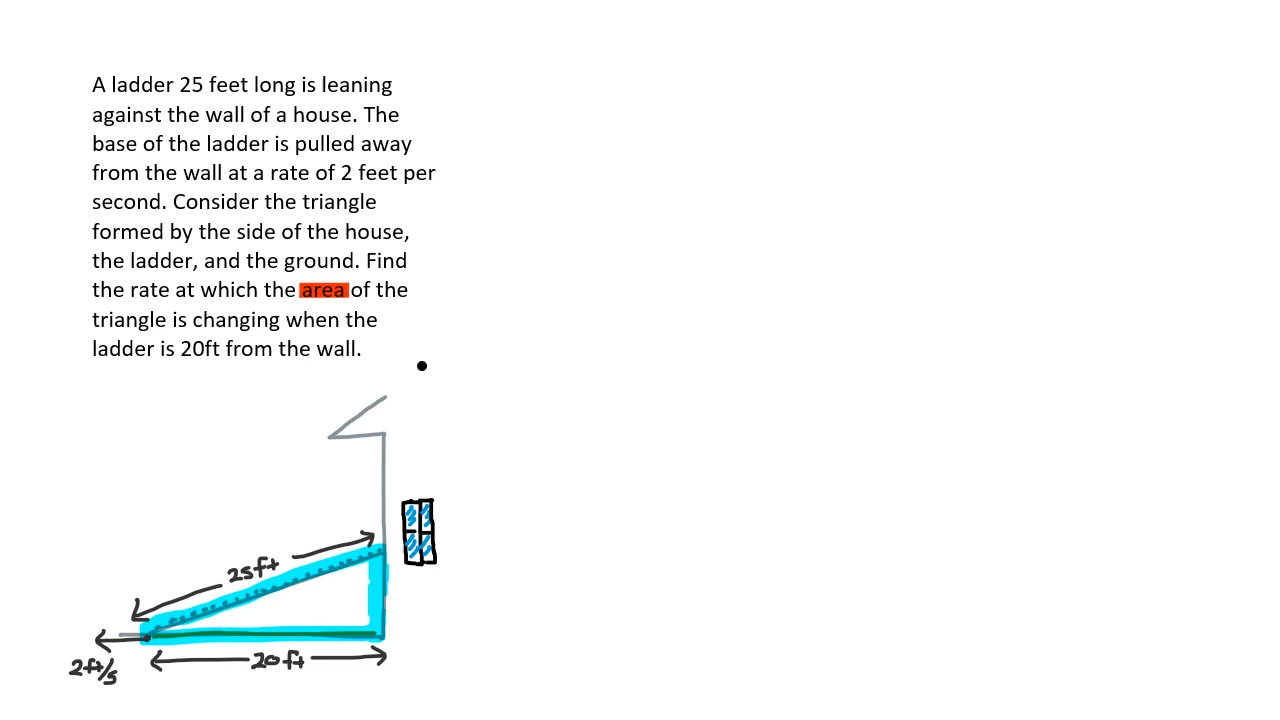 A ladder 25 feet long is leaning
against the wall of a house. The
base of the ladder is pulled away
from the wall at a rate of 2 feet per
second. Consider the triangle
formed by the side of the house,
the ladder, and the ground. Find
the rate at which the area of the
triangle is changing when the
ladder is 20ft from the wall.
25ft
2ft/s
20ft